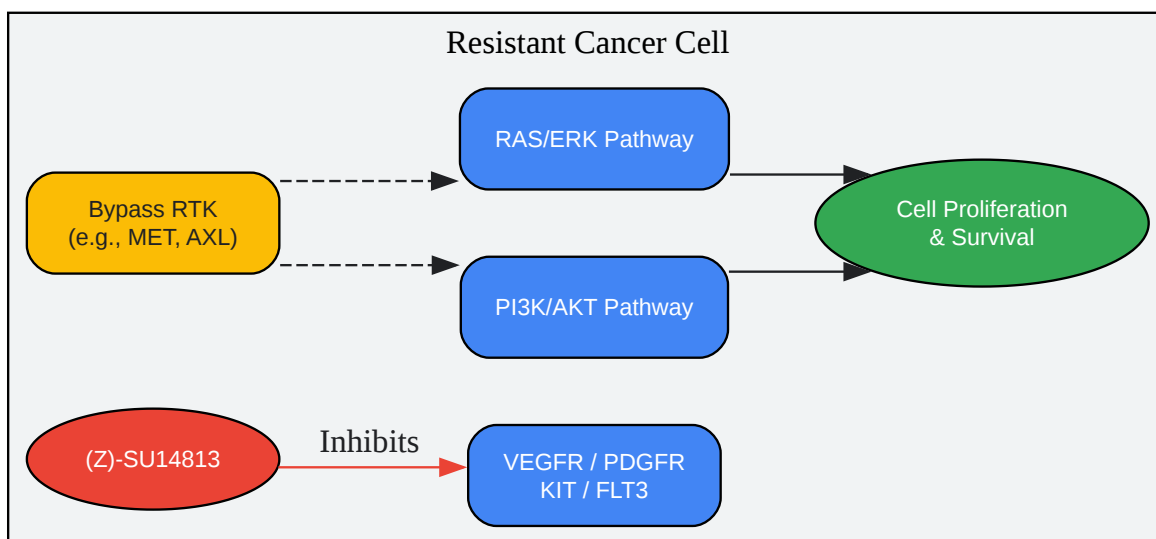 Resistant Cancer Cell
RAS/ERK Pathway
Bypass RTK
(e.g., MET, AXL)
Cell Proliferation
& Survival
PI3K/AKT Pathway
(Z)-SU14813
Inhibits
VEGFR / PDGFR
KIT / FLT3